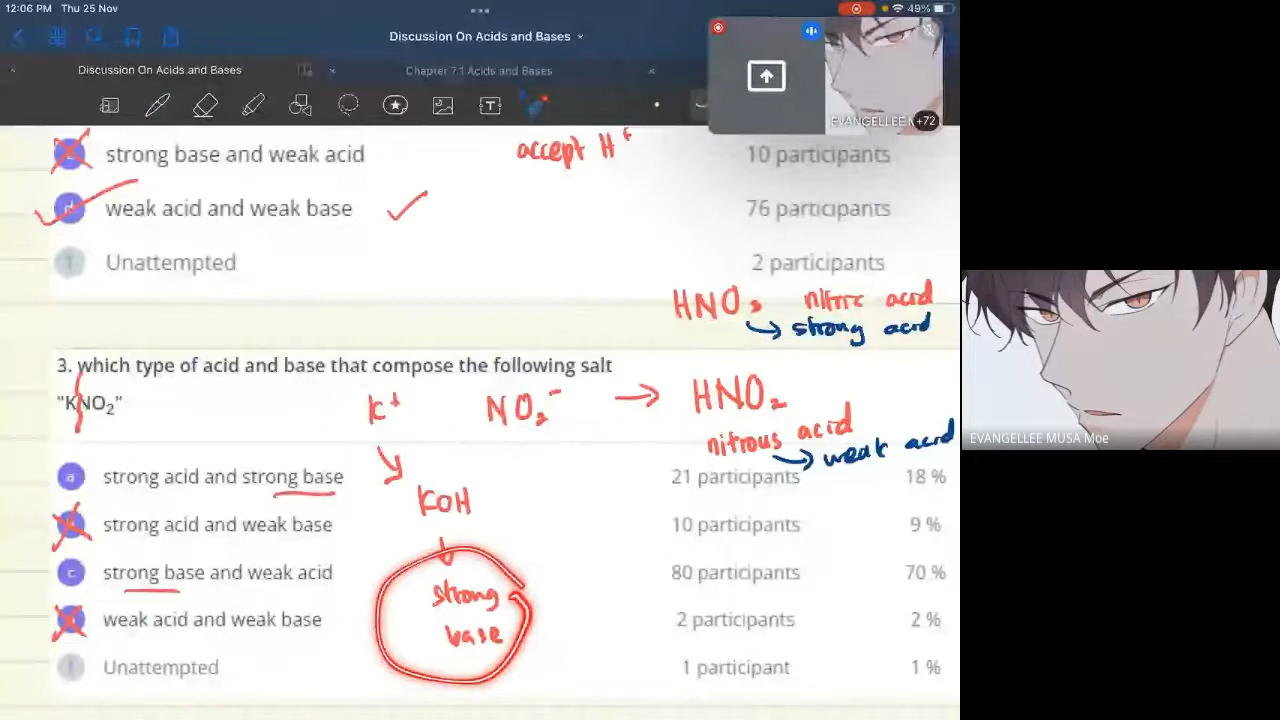 12:06 PM Thu 25 Nov
49%
Discussion On Acids and Bases
Discussion On Acids and Bases
Chapter 7.1 Acids and Bases
T
EVANGELLEE M
+72
strong base and weak acid
accept H⁺
10 participants
d
weak acid and weak base
76 participants
Unattempted
2 participants
HNO₃ nitric acid
strong acid
3. which type of acid and base that compose the following salt
"KNO₂"
K⁺
NO₂⁻
HNO₂
nitrous acid
weak acid
EVANGELLEE MUSA Moe
a strong acid and strong base
21 participants
18 %
KOH
strong acid and weak base
10 participants
9 %
c strong base and weak acid
80 participants
70 %
strong
base
weak acid and weak base
2 participants
2 %
Unattempted
1 participant
1 %